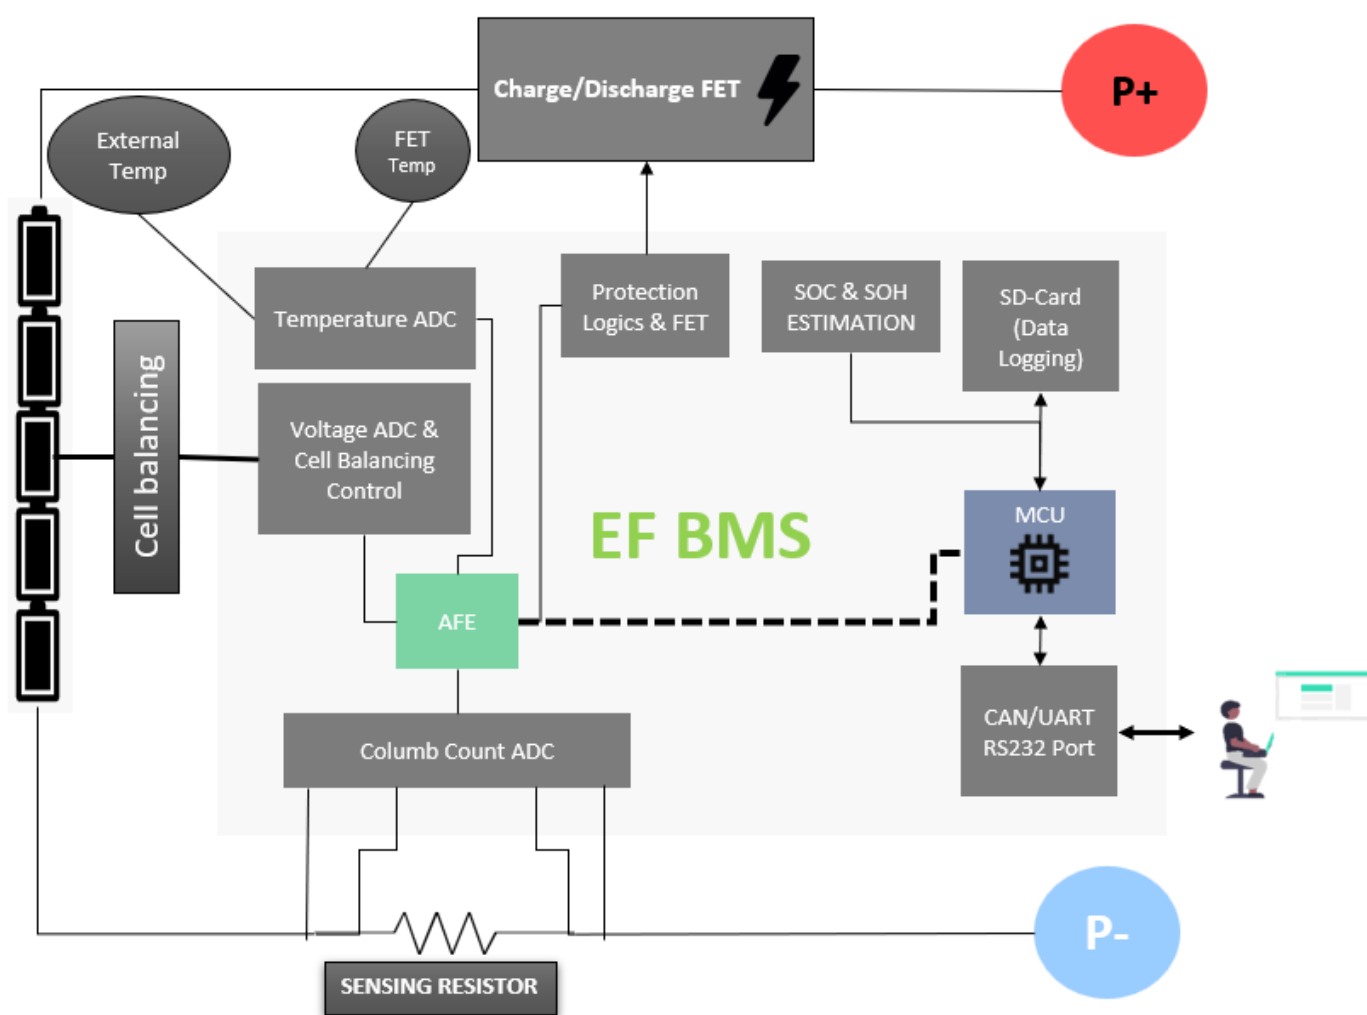 Charge/Discharge FET
P+
External
Temp
FET
Temp
Temperature ADC
Protection
Logics & FET
SOC & SOH
ESTIMATION
SD-Card
(Data
Logging)
Cell balancing
Voltage ADC &
Cell Balancing
Control
EF BMS
MCU
AFE
CAN/UART
RS232 Port
Columb Count ADC
P-
SENSING RESISTOR